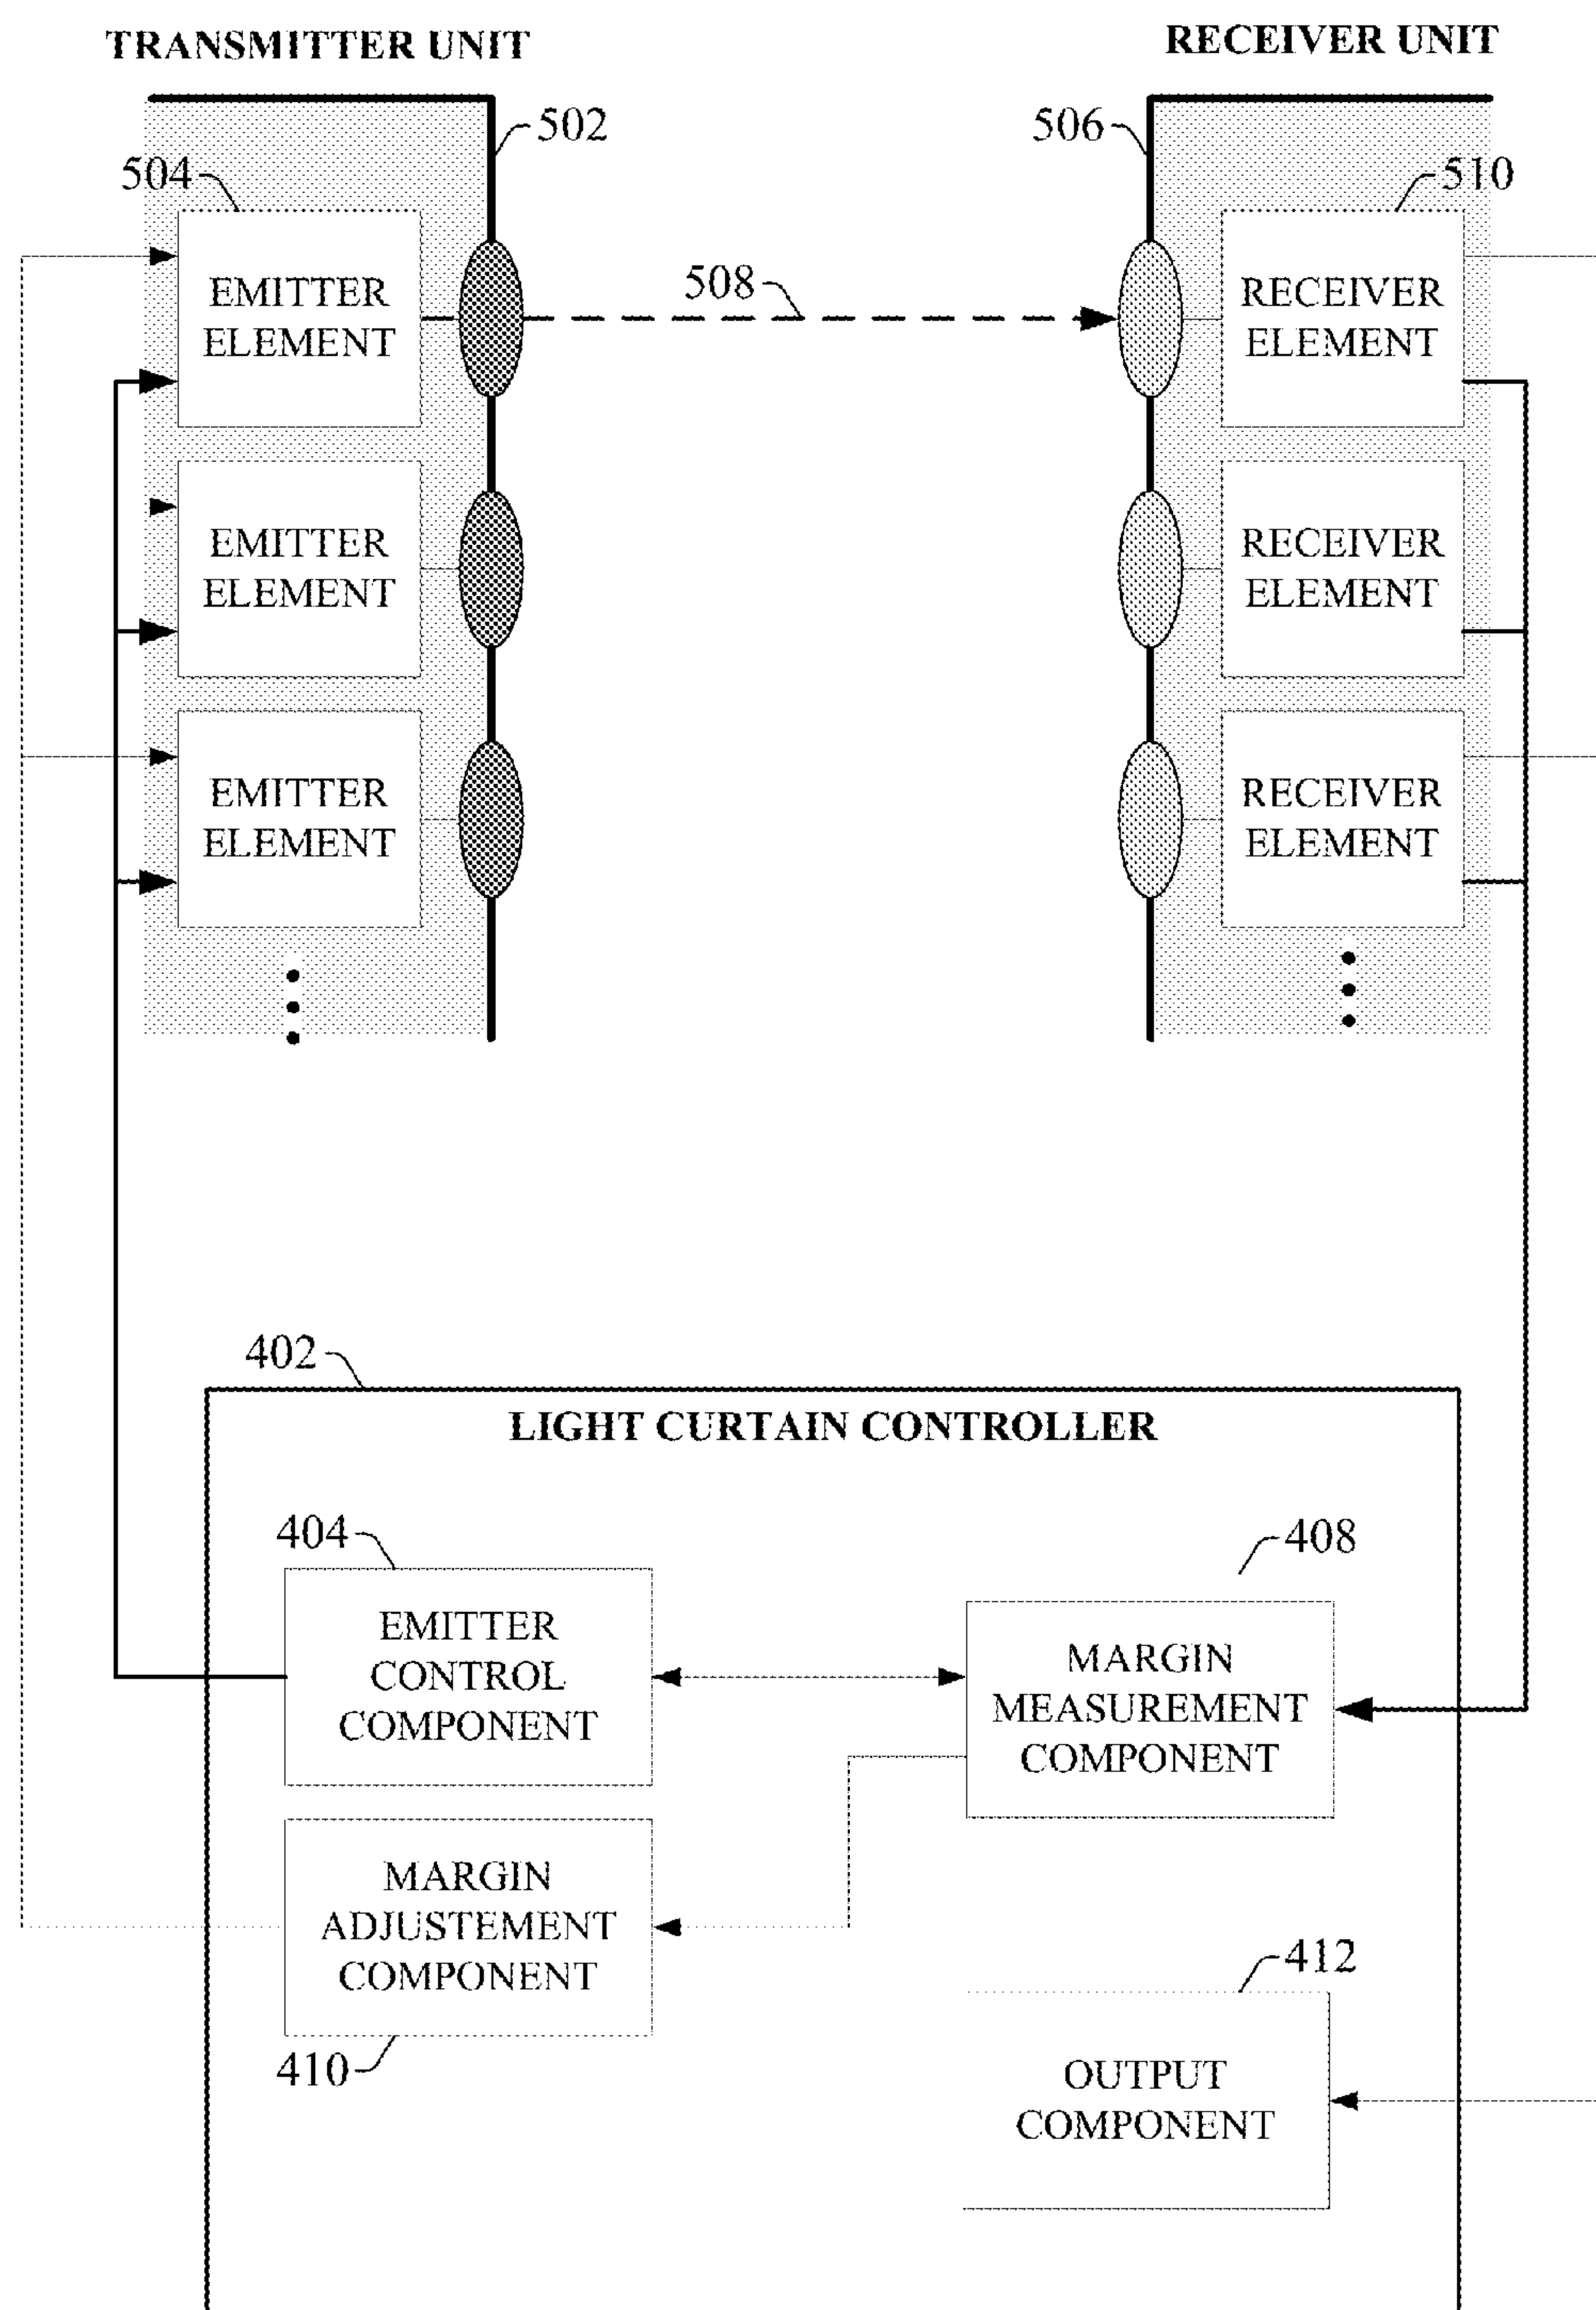 TRANSMITTER UNIT
RECEIVER UNIT
502
506
504
510
EMITTER
ELEMENT
508
RECEIVER
ELEMENT
EMITTER
ELEMENT
RECEIVER
ELEMENT
EMITTER
ELEMENT
RECEIVER
ELEMENT
402
LIGHT CURTAIN CONTROLLER
404
408
EMITTER
CONTROL
COMPONENT
MARGIN
MEASUREMENT
COMPONENT
MARGIN
ADJUSTEMENT
COMPONENT
410
412
OUTPUT
COMPONENT